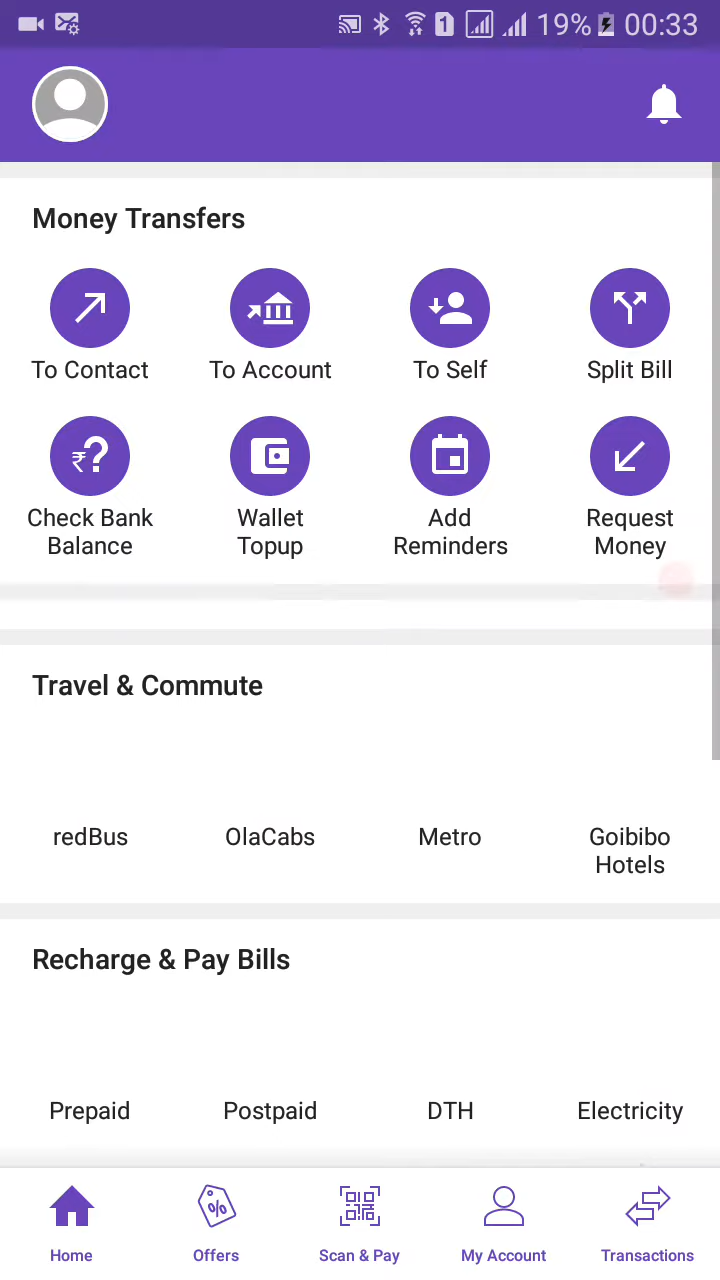 1 19% 00:33
Money Transfers
To Contact To Account To Self Split Bill
₹?
Check Bank Balance
Wallet Topup
Add Reminders
Request Money
Travel & Commute
redBus OlaCabs Metro Goibibo Hotels
Recharge & Pay Bills
Prepaid Postpaid DTH Electricity
%
Home Offers Scan & Pay My Account Transactions